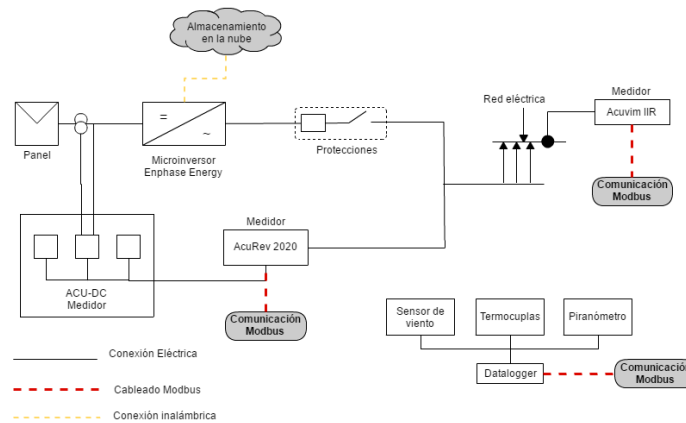 Almacenamiento
en la nube
Panel
=
~
Microinversor
Enphase Energy
Protecciones
Red eléctrica
Medidor
Acuvim IIR
Comunicación
Modbus
ACU-DC
Medidor
Medidor
AcuRev 2020
Comunicación
Modbus
Sensor de
viento
Termocuplas
Piranómetro
Datalogger
Comunicación
Modbus
Conexión Eléctrica
Cableado Modbus
Conexión inalámbrica